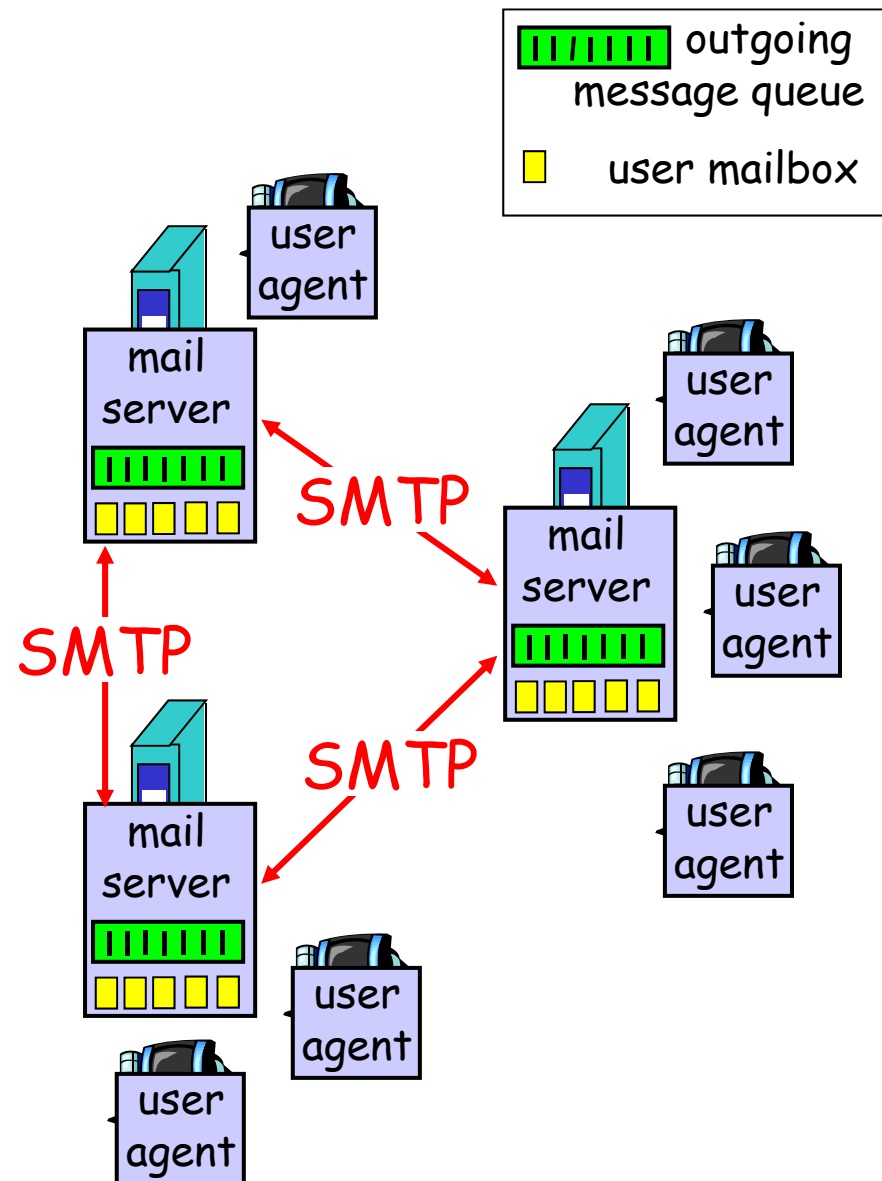 outgoing
message queue
user mailbox
user
agent
mail
server
user
agent
SMTP
mail
server
user
agent
SMTP
SMTP
user
agent
mail
server
user
agent
user
agent